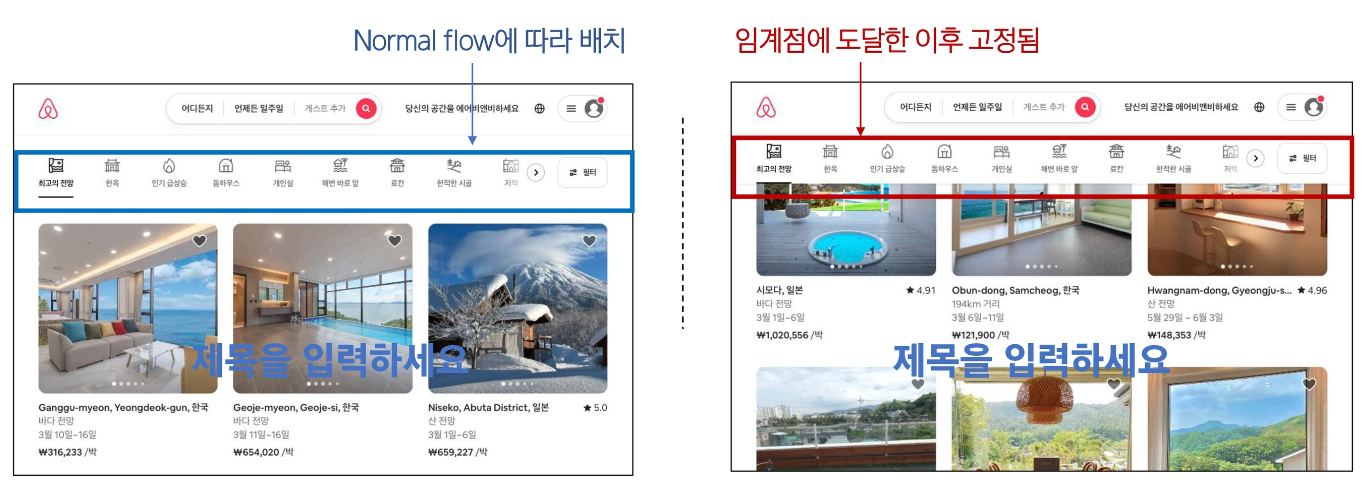 Normal flow에 따라 배치
어디든지 언제든 일주일 게스트 추가 당신의 공간을 에어비앤비하세요
최고의 전망 한옥 인기 급상승 돔하우스 개인실 해변 바로 앞 료칸 한적한 시골 저택 필터
제목을 입력하세요
Ganggu-myeon, Yeongdeok-gun, 한국
바다 전망
3월 10일~16일
₩316,233 /박
Geoje-myeon, Geoje-si, 한국
바다 전망
3월 11일~16일
₩654,020 /박
Niseko, Abuta District, 일본 ★ 5.0
산 전망
3월 1일~6일
₩659,227 /박
임계점에 도달한 이후 고정됨
어디든지 언제든 일주일 게스트 추가 당신의 공간을 에어비앤비하세요
최고의 전망 한옥 인기 급상승 돔하우스 개인실 해변 바로 앞 료칸 한적한 시골 저택 필터
시모다, 일본 ★ 4.91
바다 전망
3월 1일~6일
₩1,020,556 /박
Obun-dong, Samcheog, 한국
194km 거리
3월 6일~11일
₩121,900 /박
Hwangnam-dong, Gyeongju-s... ★ 4.96
산 전망
5월 29일 ~ 6월 3일
₩148,353 /박
제목을 입력하세요